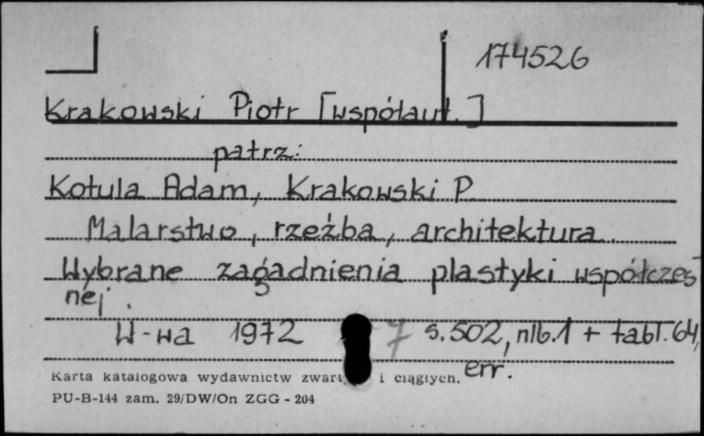 174526
Krakowski Piotr [współaut.]
patrz:
Kotula Adam, Krakowski P.
Malarstwo, rzeźba, architektura.
Wybrane zagadnienia plastyki współczes-
nej.
W-wa 1972 7 s.502, nlb.1 + tabl.64,
err.
Karta katalogowa wydawnictw i ciągłych.
PU-B-144 zam. 29/DW/On ZGG - 204